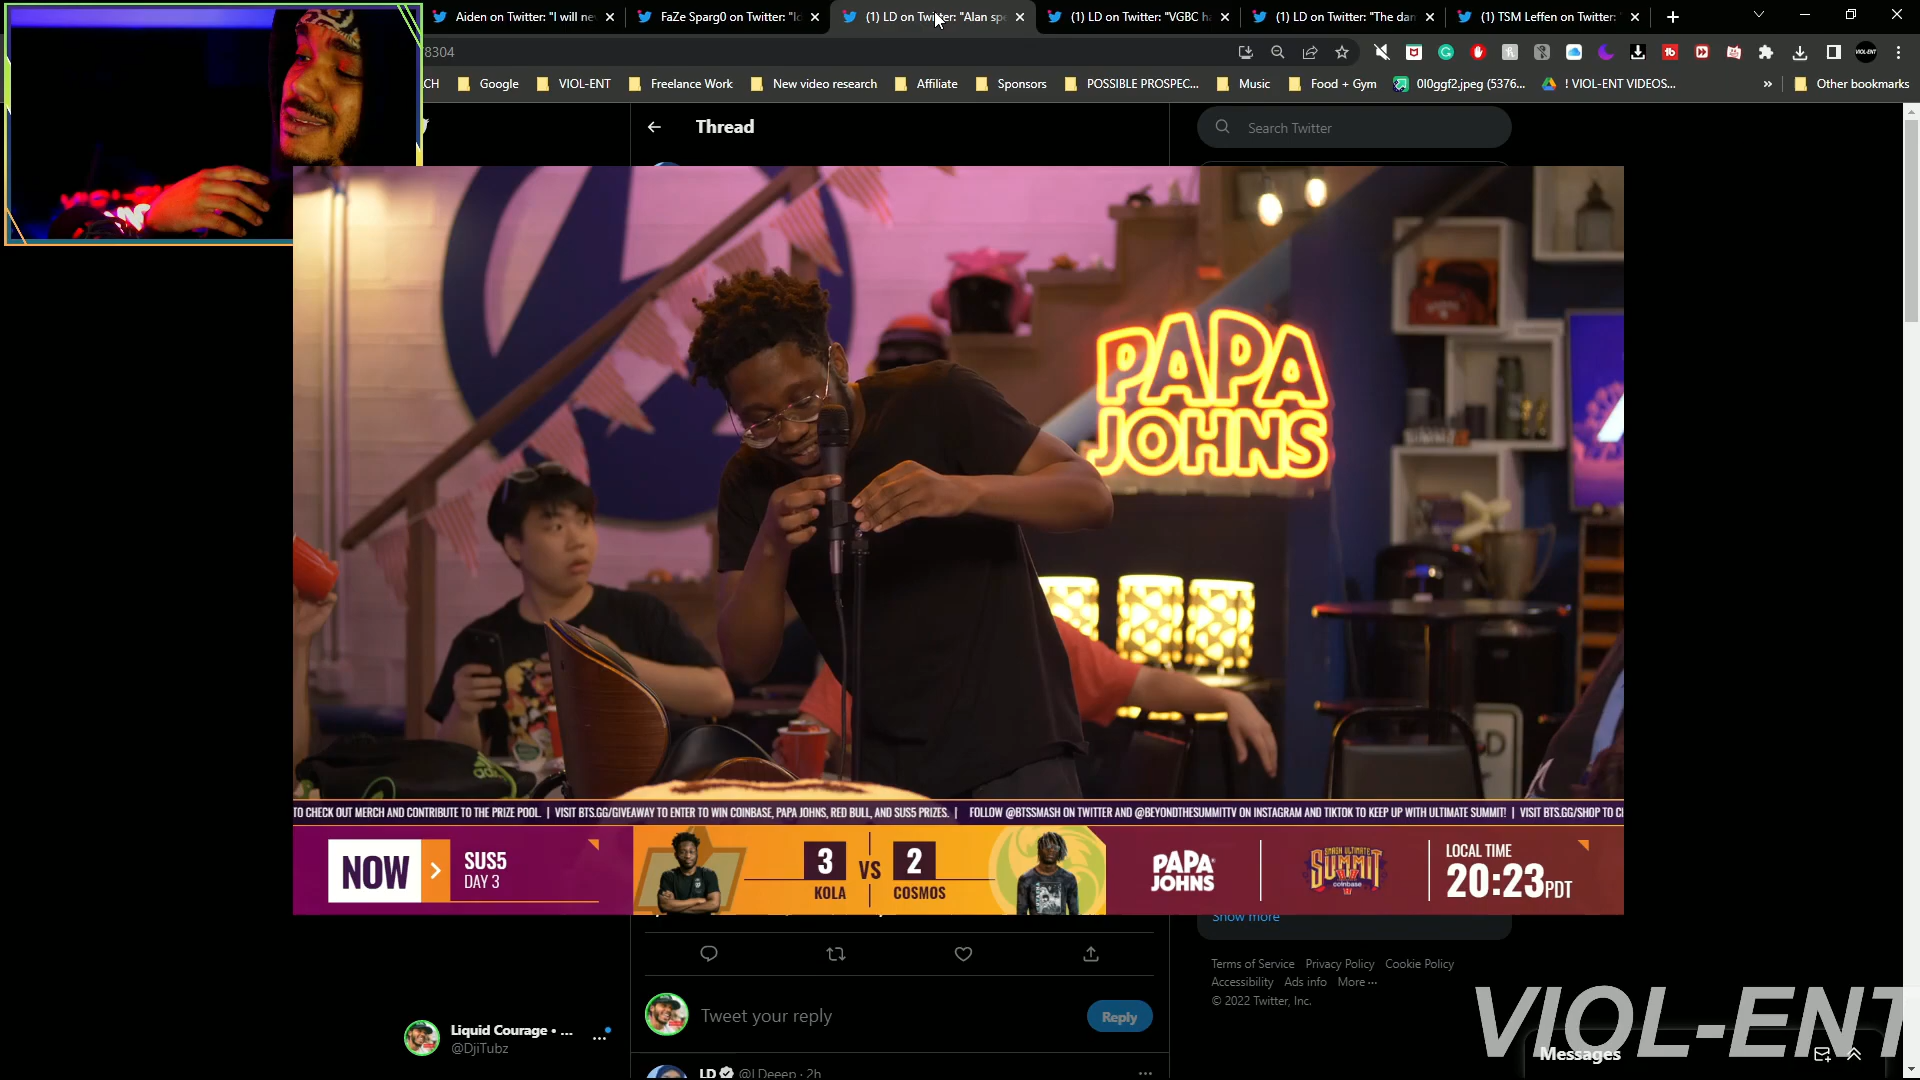 Aiden on Twitter: "I will ne
FaZe Sparg0 on Twitter: "Id
(1) LD on Twitter: "Alan spe
(1) LD on Twitter: "VGBC ha
(1) LD on Twitter: "The dan
(1) TSM Leffen on Twitter: "
8304
CH
Google
VIOL-ENT
Freelance Work
New video research
Affiliate
Sponsors
POSSIBLE PROSPEC...
Music
Food + Gym
0l0ggf2.jpeg (5376...
! VIOL-ENT VIDEOS...
»
Other bookmarks
Thread
Search Twitter
PAPA
JOHNS
TO CHECK OUT MERCH AND CONTRIBUTE TO THE PRIZE POOL. | VISIT BTS.GG/GIVEAWAY TO ENTER TO WIN COINBASE, PAPA JOHNS, RED BULL, AND SUS5 PRIZES. | FOLLOW @BTSSMASH ON TWITTER AND @BEYONDTHESUMMITTV ON INSTAGRAM AND TIKTOK TO KEEP UP WITH ULTIMATE SUMMIT! | VISIT BTS.GG/SHOP TO C
NOW
SUS5
DAY 3
3 VS 2
KOLA COSMOS
PAPA
JOHNS
SMASH ULTIMATE
SUMMIT
coinbase
LOCAL TIME
20:23PDT
Show more
Terms of Service Privacy Policy Cookie Policy
Accessibility Ads info More ...
© 2022 Twitter, Inc.
Tweet your reply
Reply
Liquid Courage • ...
@DjiTubz
VIOL-ENT
Messages
LD @LDeeep · 2h